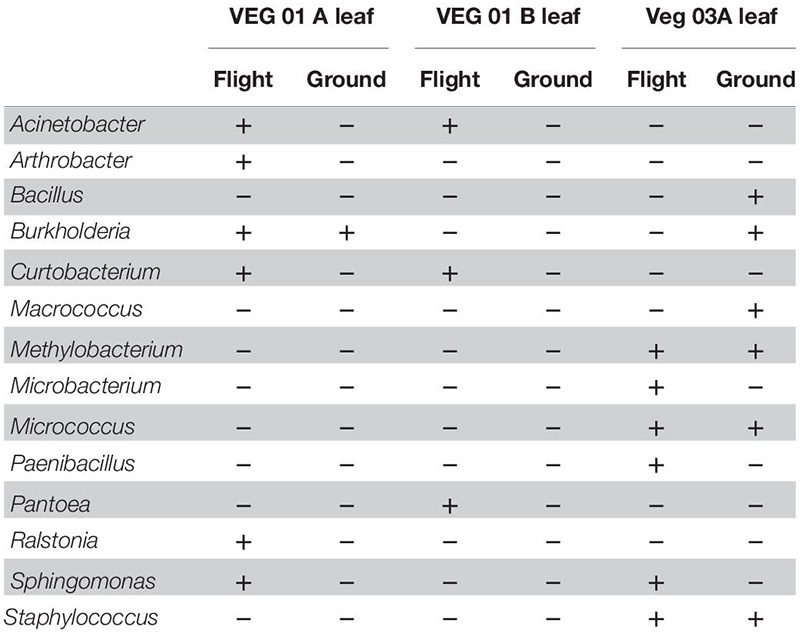 VEG 01 A leaf VEG 01 B leaf Veg 03A leaf
Flight Ground Flight Ground Flight Ground
Acinetobacter + – + – – –
Arthrobacter + – – – – –
Bacillus – – – – – +
Burkholderia + + – – – +
Curtobacterium + – + – – –
Macrococcus – – – – – +
Methylobacterium – – – – + +
Microbacterium – – – – + –
Micrococcus – – – – + +
Paenibacillus – – – – + –
Pantoea – – + – – –
Ralstonia + – – – – –
Sphingomonas + – – – + –
Staphylococcus – – – – + +